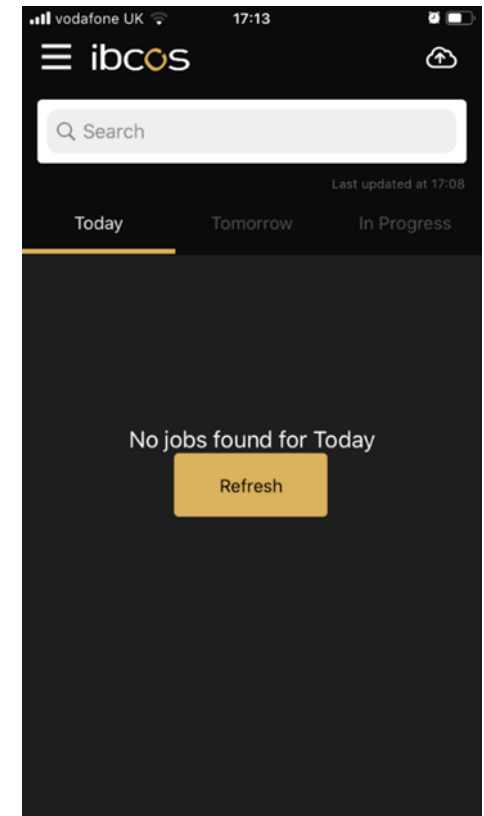 vodafone UK 17:13
ibcos
Search
Last updated at 17:08
Today Tomorrow In Progress
No jobs found for Today
Refresh